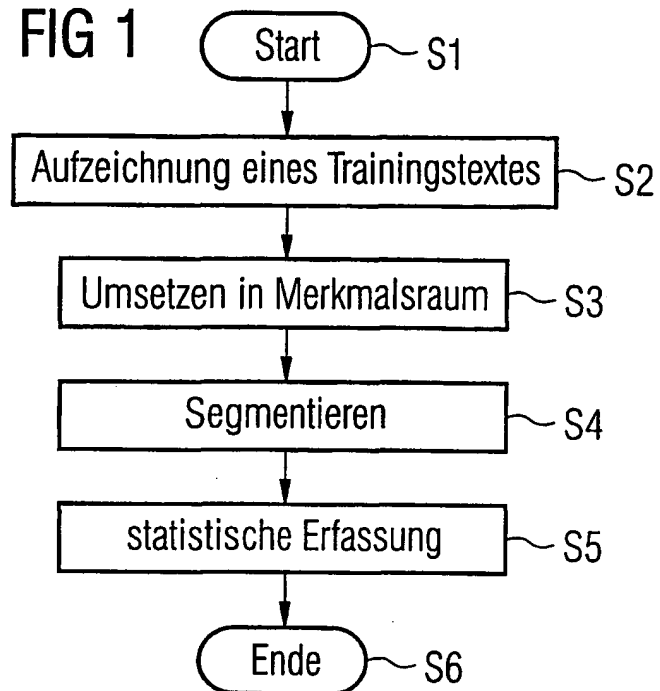 FIG 1
Start S1
Aufzeichnung eines Trainingstextes S2
Umsetzen in Merkmalsraum S3
Segmentieren S4
statistische Erfassung S5
Ende S6